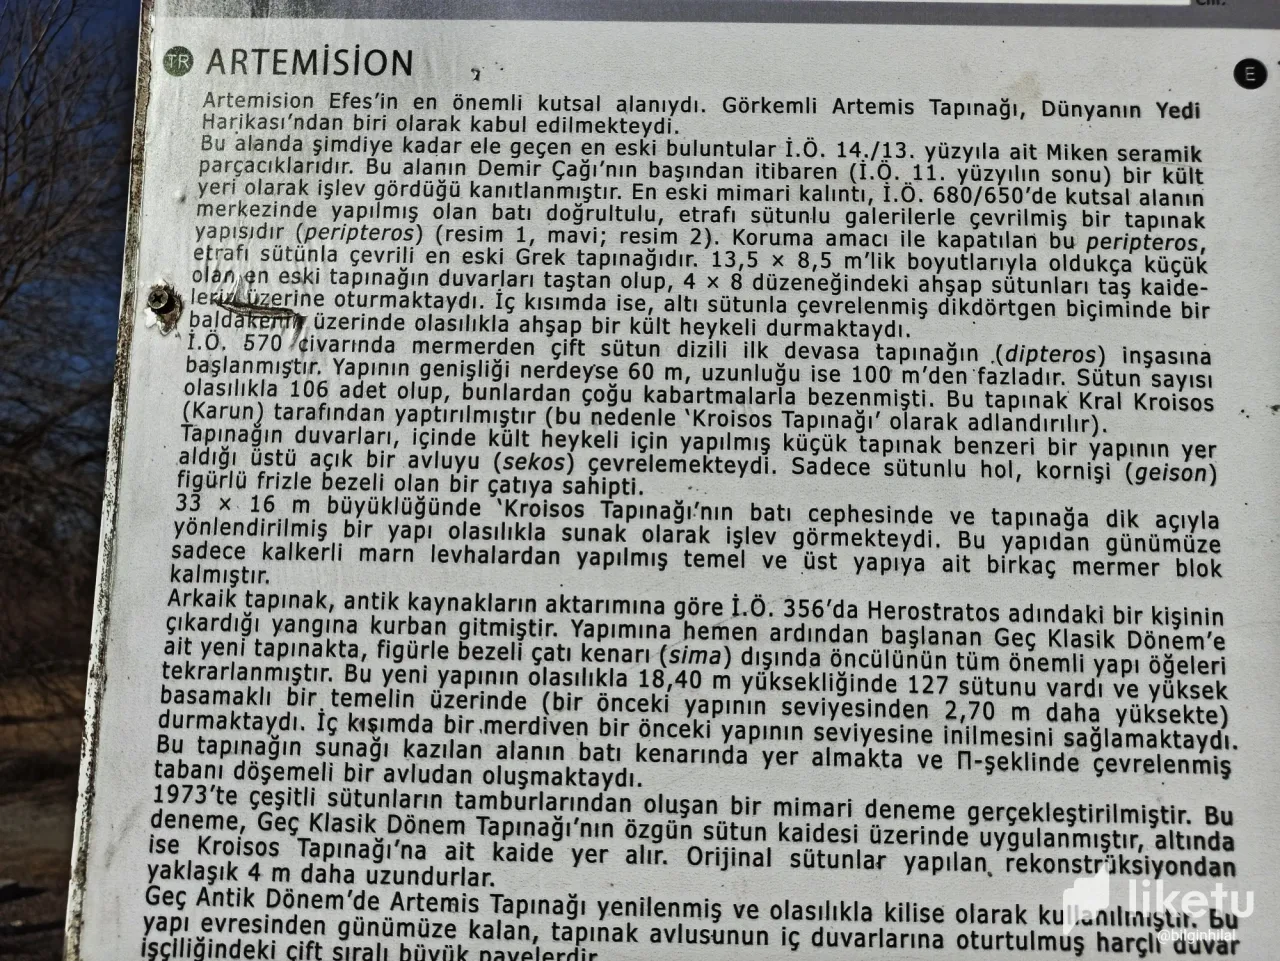 TR ARTEMİSİON
E
Artemision Efes'in en önemli kutsal alanıydı. Görkemli Artemis Tapınağı, Dünyanın Yedi
Harikası'ndan biri olarak kabul edilmekteydi.
Bu alanda şimdiye kadar ele geçen en eski buluntular İ.Ö. 14./13. yüzyıla ait Miken seramik
parçacıklarıdır. Bu alanın Demir Çağı'nın başından itibaren (İ.Ö. 11. yüzyılın sonu) bir kült
yeri olarak işlev gördüğü kanıtlanmıştır. En eski mimari kalıntı, İ.Ö. 680/650'de kutsal alanın
merkezinde yapılmış olan batı doğrultulu, etrafı sütunlu galerilerle çevrilmiş bir tapınak
yapısıdır (peripteros) (resim 1, mavi; resim 2). Koruma amacı ile kapatılan bu peripteros,
etrafı sütunla çevrili en eski Grek tapınağıdır. 13,5 × 8,5 m'lik boyutlarıyla oldukça küçük
olan en eski tapınağın duvarları taştan olup, 4 × 8 düzeneğindeki ahşap sütunları taş kaide-
lerin üzerine oturmaktaydı. İç kısımda ise, altı sütunla çevrelenmiş dikdörtgen biçiminde bir
baldakenin üzerinde olasılıkla ahşap bir kült heykeli durmaktaydı.
İ.Ö. 570 civarında mermerden çift sütun dizili ilk devasa tapınağın (dipteros) inşasına
başlanmıştır. Yapının genişliği nerdeyse 60 m, uzunluğu ise 100 m'den fazladır. Sütun sayısı
olasılıkla 106 adet olup, bunlardan çoğu kabartmalarla bezenmişti. Bu tapınak Kral Kroisos
(Karun) tarafından yaptırılmıştır (bu nedenle 'Kroisos Tapınağı' olarak adlandırılır).
Tapınağın duvarları, içinde kült heykeli için yapılmış küçük tapınak benzeri bir yapının yer
aldığı üstü açık bir avluyu (sekos) çevrelemekteydi. Sadece sütunlu hol, kornişi (geison)
figürlü frizle bezeli olan bir çatıya sahipti.
33 × 16 m büyüklüğünde 'Kroisos Tapınağı'nın batı cephesinde ve tapınağa dik açıyla
yönlendirilmiş bir yapı olasılıkla sunak olarak işlev görmekteydi. Bu yapıdan günümüze
sadece kalkerli marn levhalardan yapılmış temel ve üst yapıya ait birkaç mermer blok
kalmıştır.
Arkaik tapınak, antik kaynakların aktarımına göre İ.Ö. 356'da Herostratos adındaki bir kişinin
çıkardığı yangına kurban gitmiştir. Yapımına hemen ardından başlanan Geç Klasik Dönem'e
ait yeni tapınakta, figürle bezeli çatı kenarı (sima) dışında öncülünün tüm önemli yapı öğeleri
tekrarlanmıştır. Bu yeni yapının olasılıkla 18,40 m yüksekliğinde 127 sütunu vardı ve yüksek
basamaklı bir temelin üzerinde (bir önceki yapının seviyesinden 2,70 m daha yüksekte)
durmaktaydı. İç kısımda bir merdiven bir önceki yapının seviyesine inilmesini sağlamaktaydı.
Bu tapınağın sunağı kazılan alanın batı kenarında yer almakta ve Π-şeklinde çevrelenmiş
tabanı döşemeli bir avludan oluşmaktaydı.
1973'te çeşitli sütunların tamburlarından oluşan bir mimari deneme gerçekleştirilmiştir. Bu
deneme, Geç Klasik Dönem Tapınağı'nın özgün sütun kaidesi üzerinde uygulanmıştır, altında
ise Kroisos Tapınağı'na ait kaide yer alır. Orijinal sütunlar yapılan rekonstrüksiyondan
yaklaşık 4 m daha uzundurlar.
Geç Antik Dönem'de Artemis Tapınağı yenilenmiş ve olasılıkla kilise olarak kullanılmıştır. Bu
yapı evresinden günümüze kalan, tapınak avlusunun iç duvarlarına oturtulmuş harçlı duvar
işçiliğindeki çift sıralı büyük payelerdir.
liketu
@bilginhilal